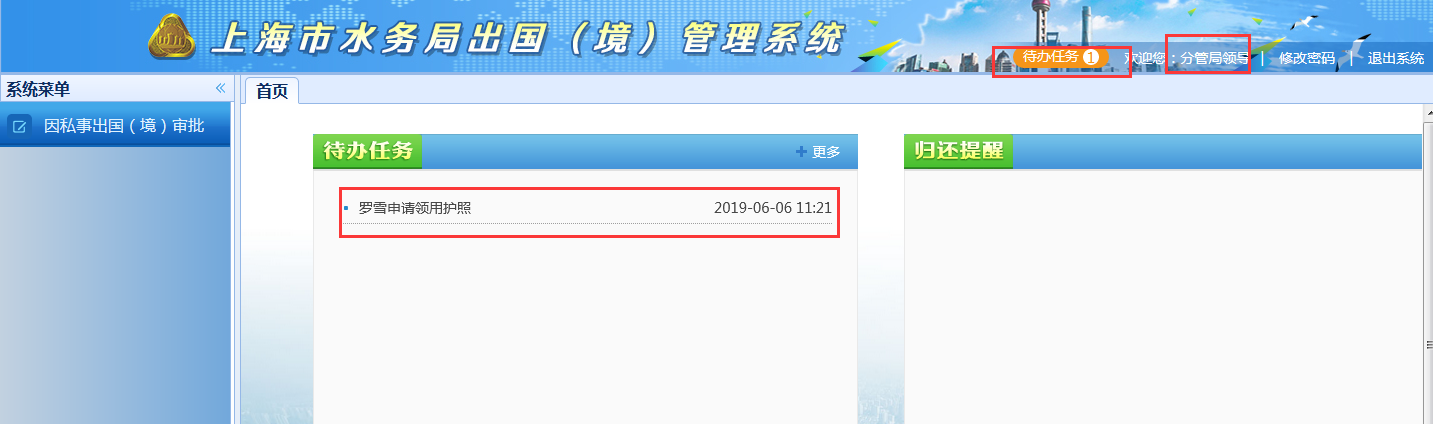 上海市水务局出国（境）管理系统
待办任务 1 欢迎您：分管局领导 | 修改密码 | 退出系统
系统菜单 «
首页
因私事出国（境）审批
待办任务
+ 更多
归还提醒
罗雪申请领用护照 2019-06-06 11:21